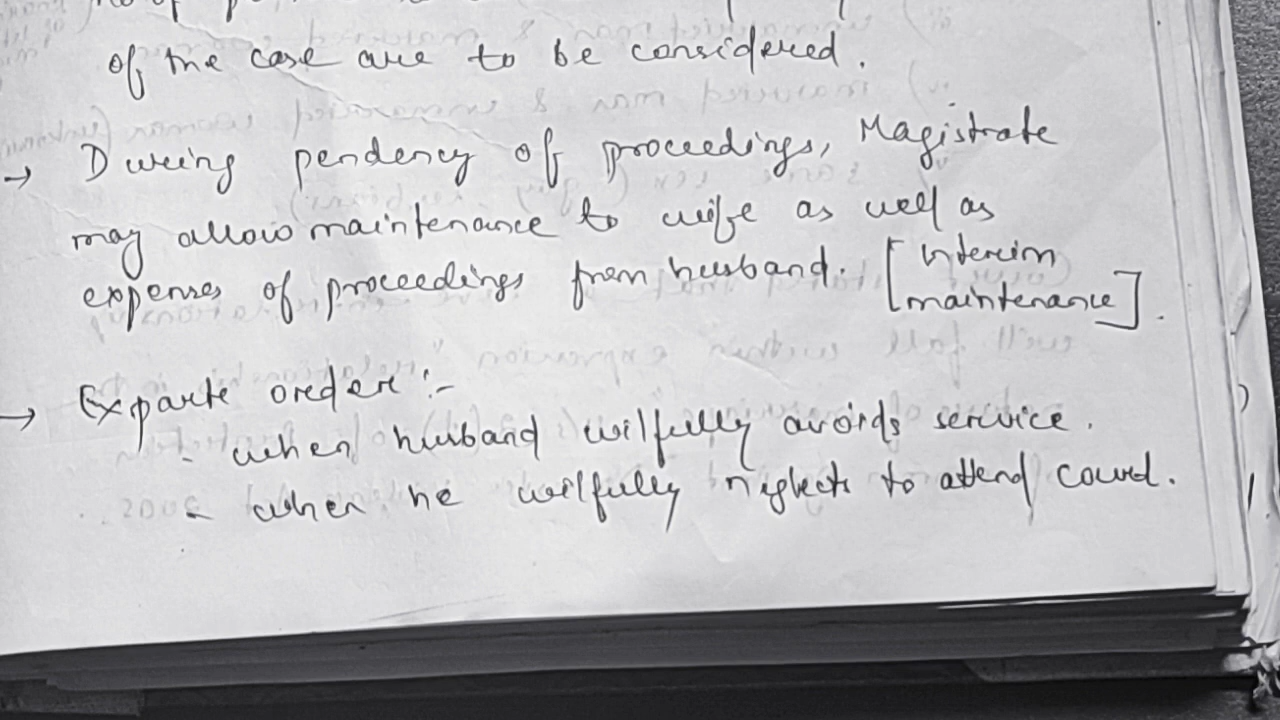 of the case are to be considered.
→ During pendency of proceedings, Magistrate
may allow maintenance to wife as well as
expenses of proceedings from husband. [Interim
maintenance].
→ Exparte order :-
- when husband wilfully avoids service.
- when he wilfully neglects to attend court.